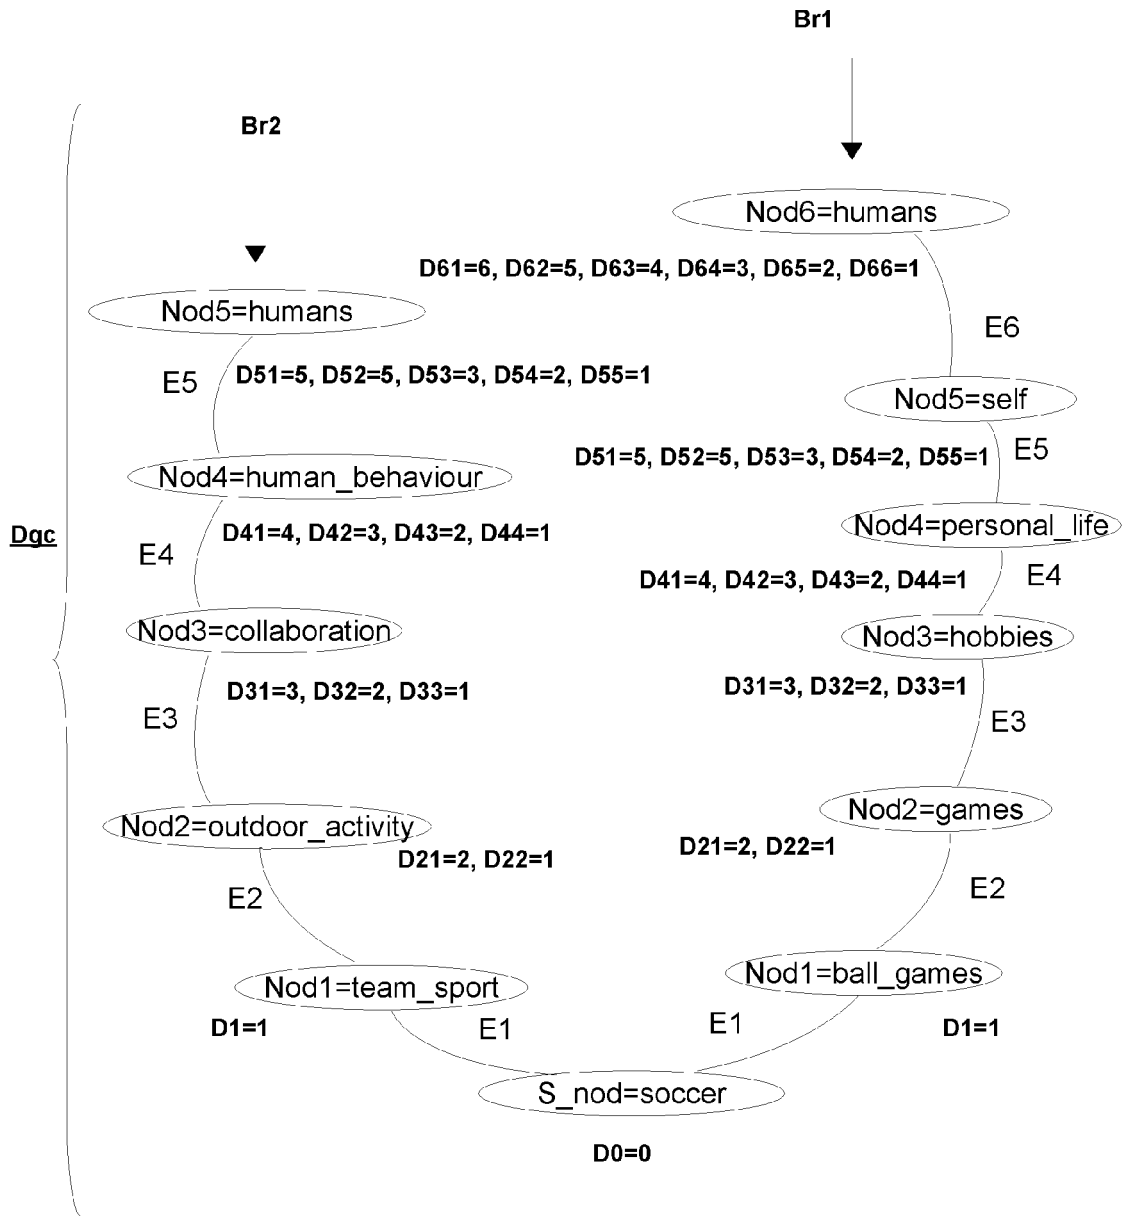 Br1
Br2
Nod6=humans
D61=6, D62=5, D63=4, D64=3, D65=2, D66=1
Nod5=humans
E6
E5
D51=5, D52=5, D53=3, D54=2, D55=1
Nod5=self
D51=5, D52=5, D53=3, D54=2, D55=1
E5
Nod4=human_behaviour
Nod4=personal_life
Dgc
D41=4, D42=3, D43=2, D44=1
E4
D41=4, D42=3, D43=2, D44=1
E4
Nod3=collaboration
Nod3=hobbies
D31=3, D32=2, D33=1
D31=3, D32=2, D33=1
E3
E3
Nod2=outdoor_activity
Nod2=games
D21=2, D22=1
D21=2, D22=1
E2
E2
Nod1=team_sport
Nod1=ball_games
D1=1
E1
E1
D1=1
S_nod=soccer
D0=0